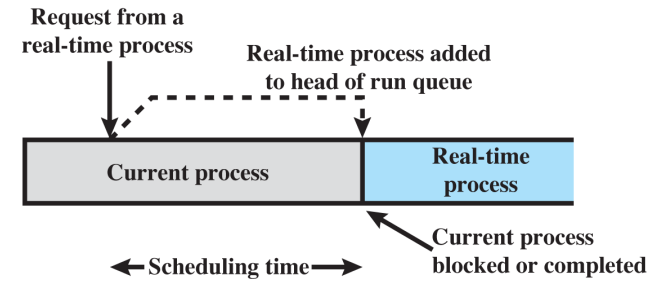 Request from a
real-time process
Real-time process added
to head of run queue
Current process
Real-time
process
Current process
blocked or completed
Scheduling time